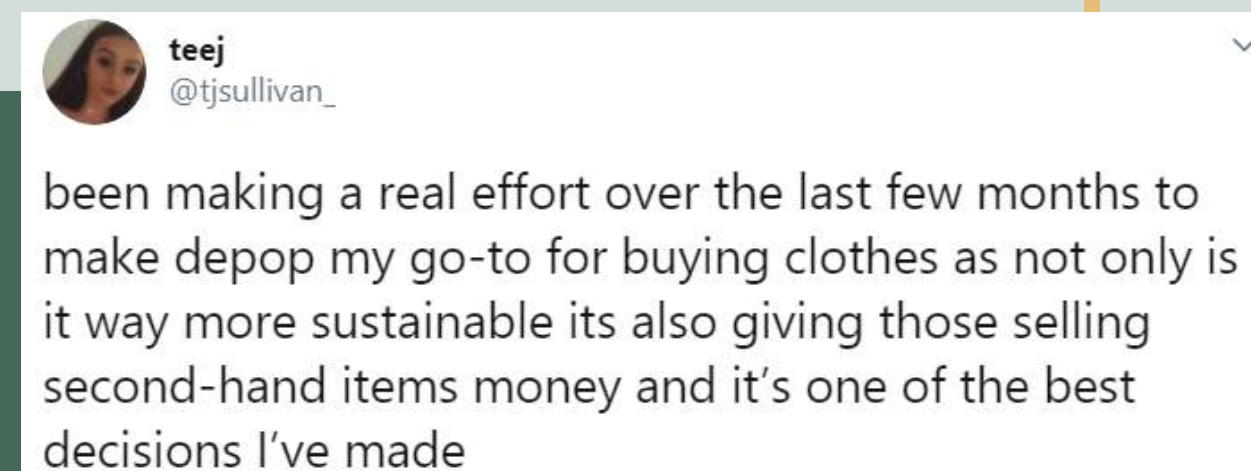 teej
@tjsullivan_
been making a real effort over the last few months to
make depop my go-to for buying clothes as not only is
it way more sustainable its also giving those selling
second-hand items money and it’s one of the best
decisions I’ve made